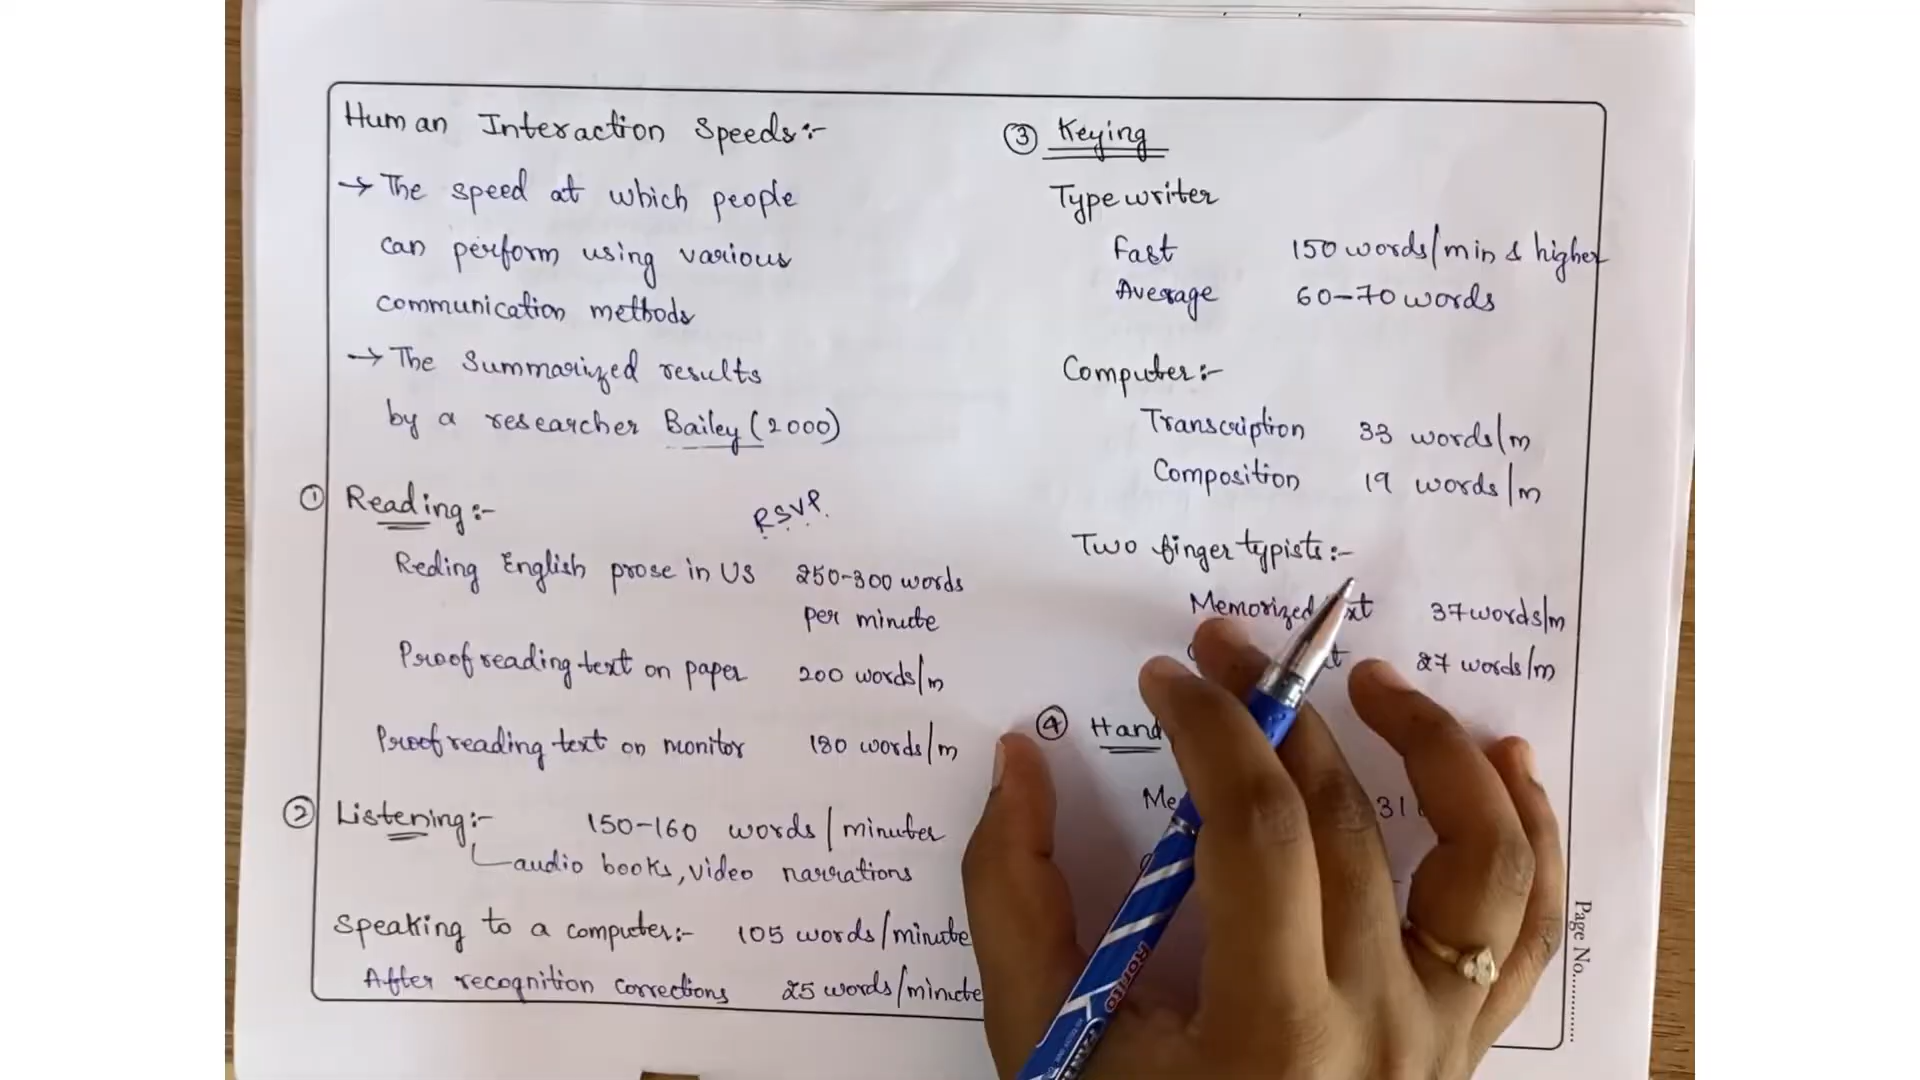 Human Interaction Speeds:-
→ The speed at which people
can perform using various
communication methods
→ The Summarized results
by a researcher Bailey (2000)
① Reading:-
RSVP.
Reding English prose in US 250-300 words
per minute
Proof reading text on paper 200 words/m
Proof reading text on monitor 180 words/m
② Listening:- 150-160 words/minuter
audio books, video narrations
Speaking to a computer:- 105 words/minute
After recognition corrections 25 words/minute
③ Keying
Type writer
Fast 150 words/min & higher
Average 60-70 words
Computer:-
Transcription 33 words/m
Composition 19 words/m
Two finger typists:-
Memorized 37 words/m
27 words/m
④ Hand
Me 31
Page No.............